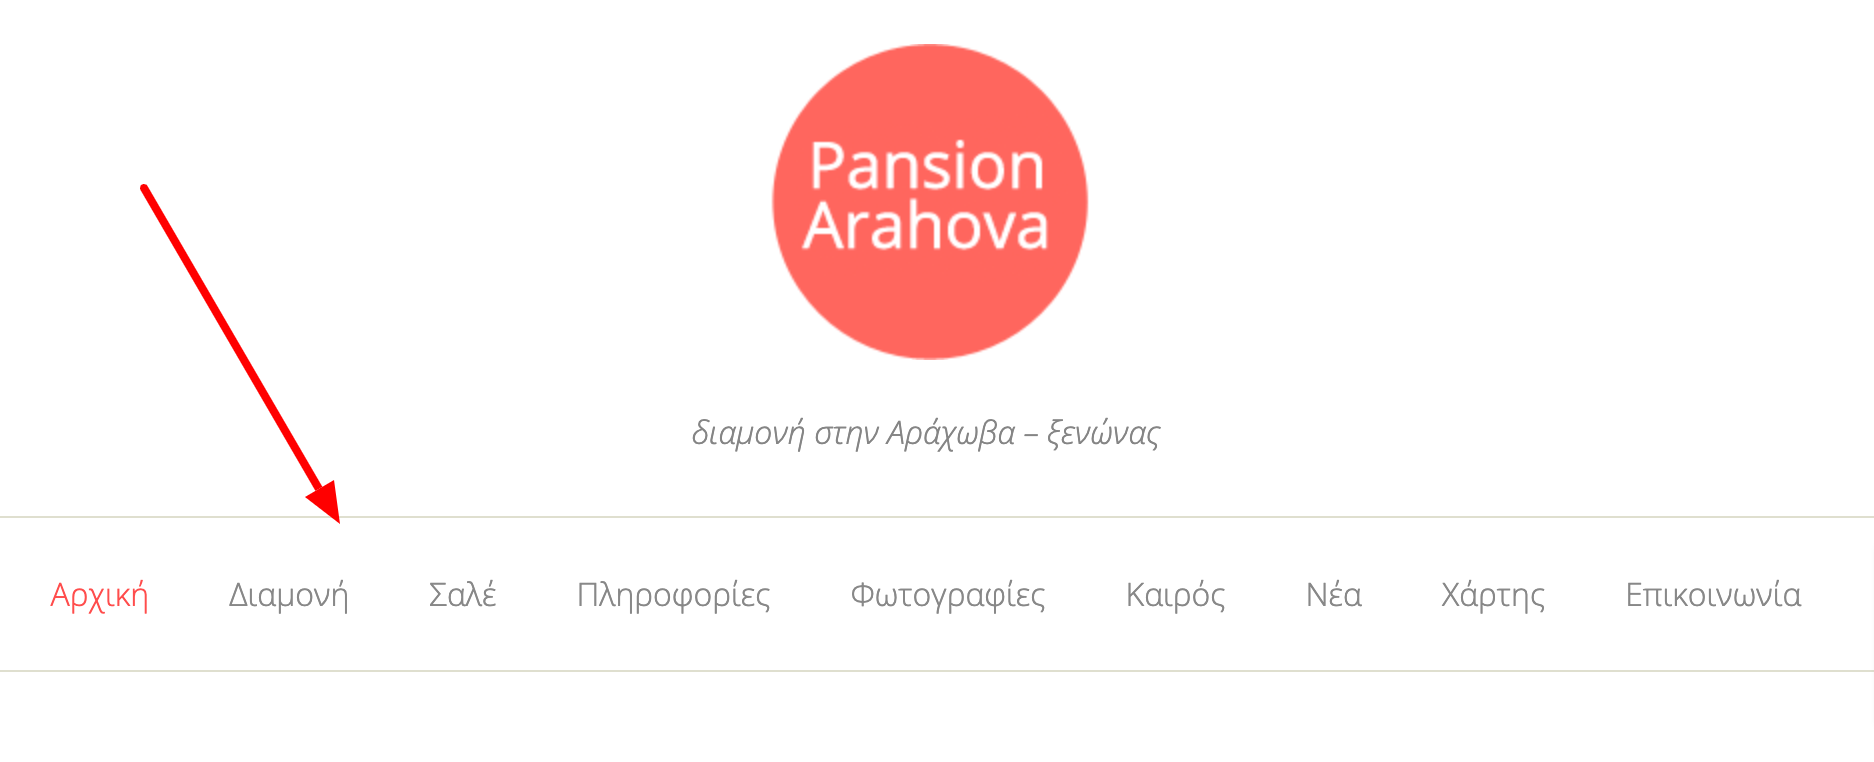 Pansion
Arahova
διαμονή στην Αράχωβα – ξενώνας
Αρχική Διαμονή Σαλέ Πληροφορίες Φωτογραφίες Καιρός Νέα Χάρτης Επικοινωνία